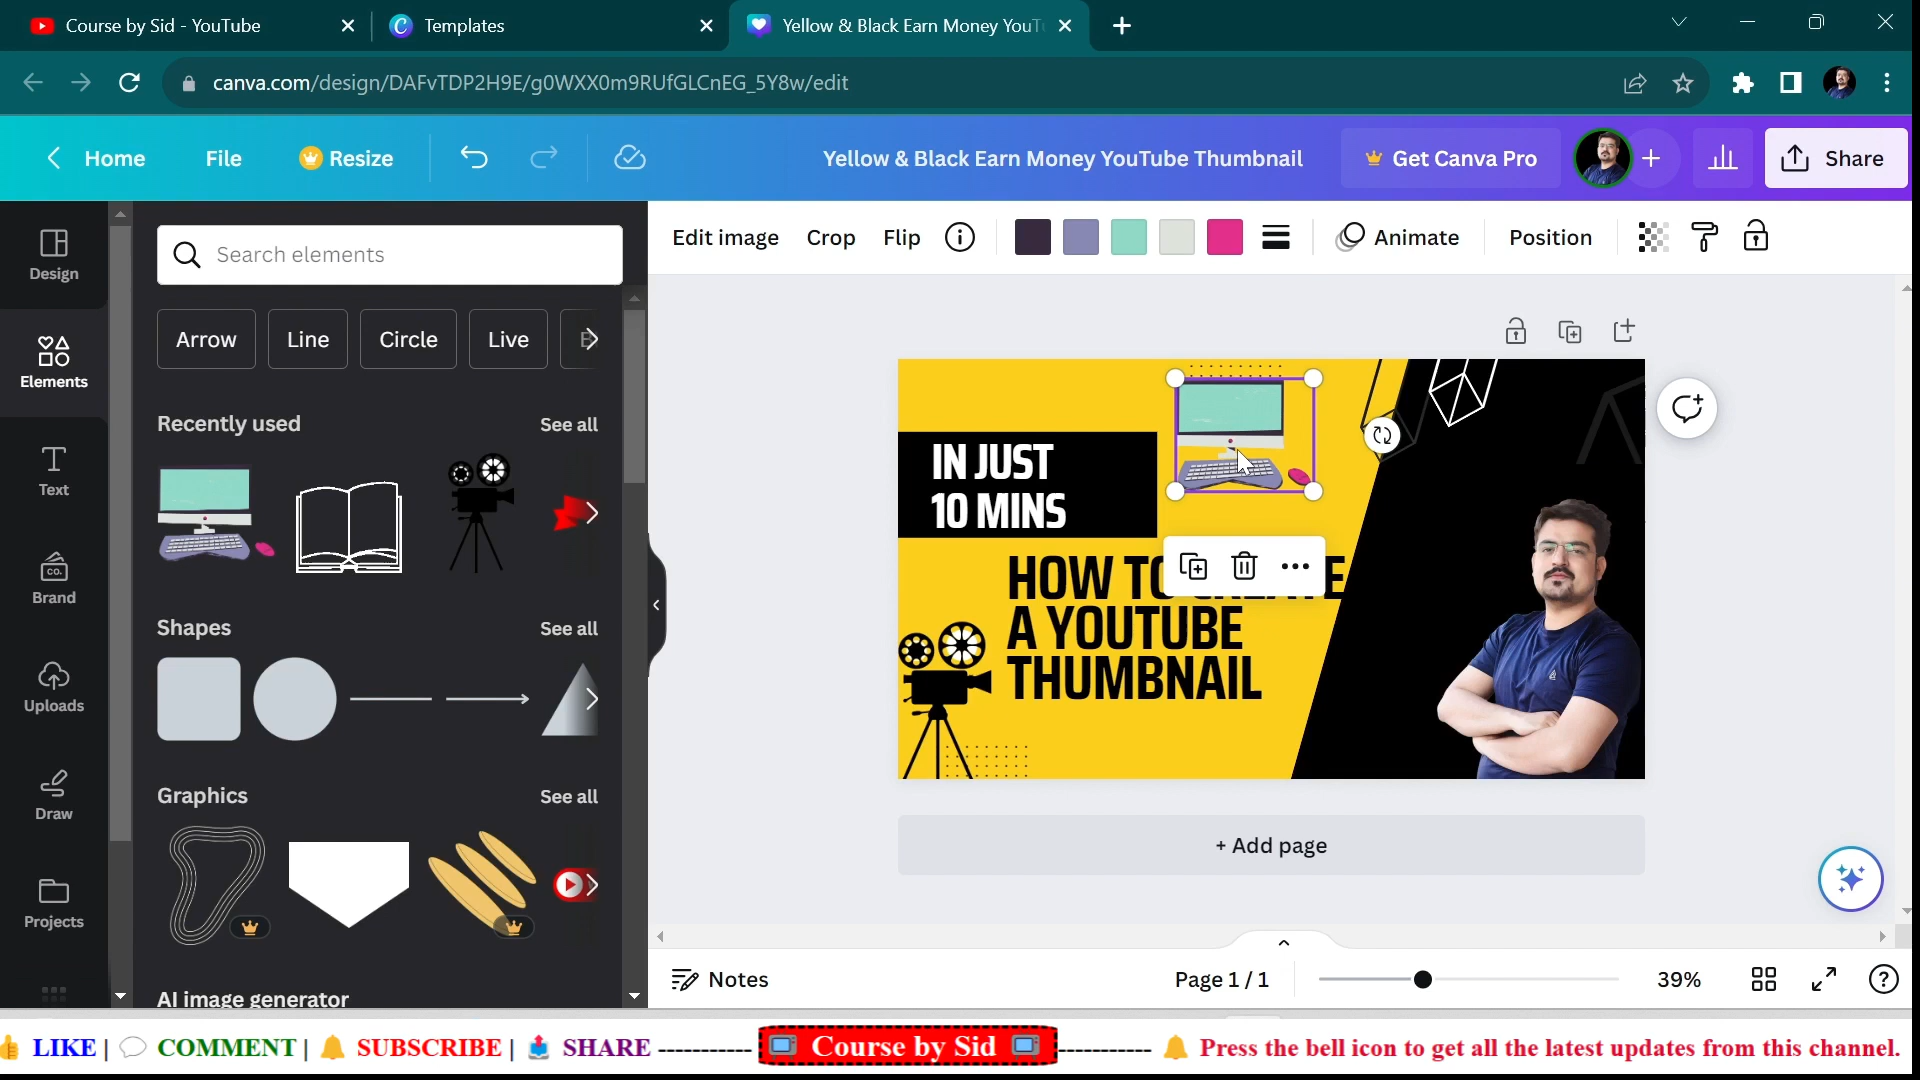 Course by Sid - YouTube
Templates
Yellow & Black Earn Money YouT
canva.com/design/DAFvTDP2H9E/g0WXX0m9RUfGLCnEG_5Y8w/edit
Home
File
Resize
Yellow & Black Earn Money YouTube Thumbnail
Get Canva Pro
Share
Design
Elements
Text
Brand
Uploads
Draw
Projects
Search elements
Arrow
Line
Circle
Live
Recently used
See all
Shapes
See all
Graphics
See all
AI image generator
Edit image
Crop
Flip
Animate
Position
IN JUST
10 MINS
HOW TO
A YOUTUBE
THUMBNAIL
+ Add page
Notes
Page 1 / 1
39%
LIKE | COMMENT | SUBSCRIBE | SHARE ----------- Course by Sid ----------- Press the bell icon to get all the latest updates from this channel.